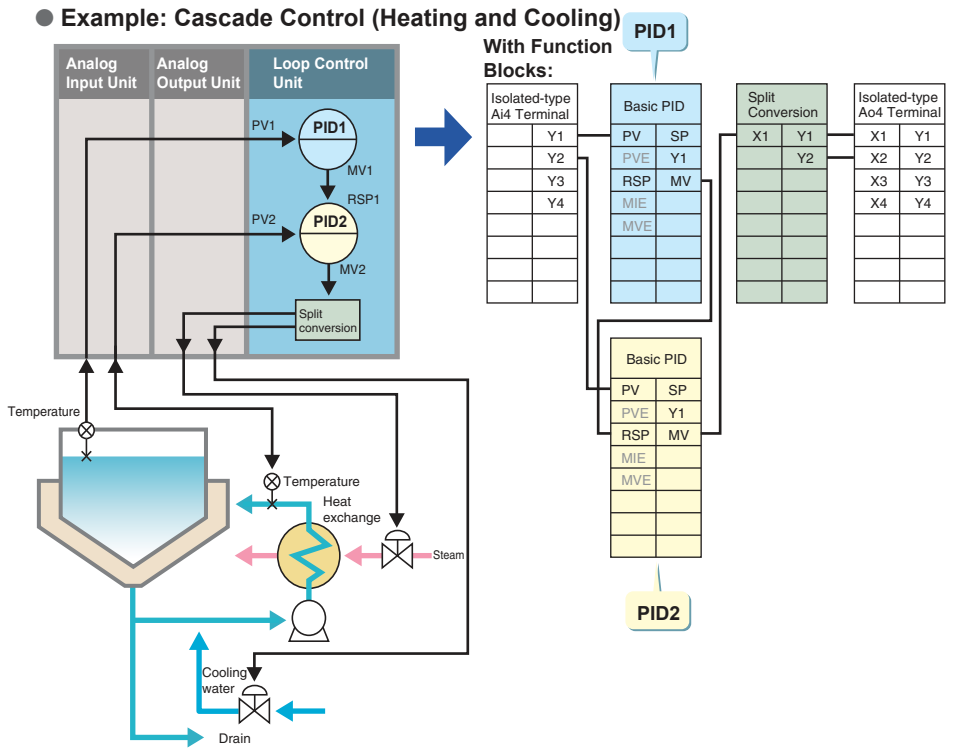 ● Example: Cascade Control (Heating and Cooling)
Analog
Input Unit
Analog
Output Unit
Loop Control
Unit
PV1
PID1
MV1
RSP1
PV2
PID2
MV2
Split
conversion
Temperature
Temperature
Heat
exchange
Steam
Cooling
water
Drain
With Function
Blocks:
PID1
Isolated-type
Ai4 Terminal
Y1
Y2
Y3
Y4
Basic PID
PV SP
PVE Y1
RSP MV
MIE
MVE
Split
Conversion
X1 Y1
Y2
Isolated-type
Ao4 Terminal
X1 Y1
X2 Y2
X3 Y3
X4 Y4
Basic PID
PV SP
PVE Y1
RSP MV
MIE
MVE
PID2